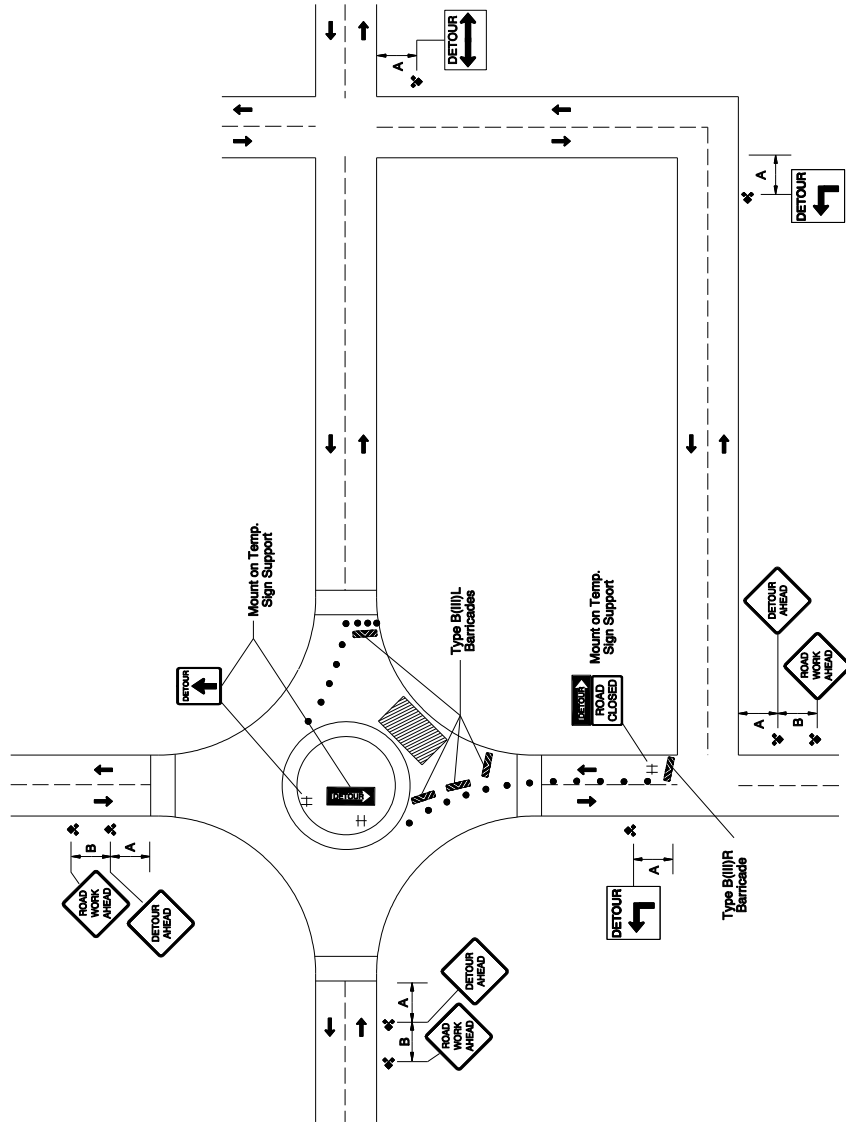 DETOUR
A
A
DETOUR
Mount on Temp.
Sign Support
DETOUR
Type B(III)L
Barricades
Mount on Temp.
Sign Support
DETOUR
ROAD
CLOSED
DETOUR
AHEAD
ROAD
WORK
AHEAD
A
B
DETOUR
B
A
ROAD
WORK
AHEAD
DETOUR
AHEAD
A
DETOUR
Type B(III)R
Barricade
A
B
DETOUR
AHEAD
ROAD
WORK
AHEAD